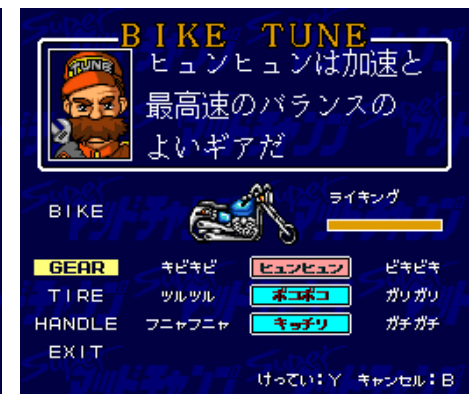 BIKE TUNE
TUNE
ヒュンヒュンは加速と
最高速のバランスの
よいギアだ
BIKE
ライキング
GEAR キビキビ ヒュンヒュン ビキビキ
TIRE ツルツル ボコボコ ガリガリ
HANDLE フニャフニャ キッチリ ガチガチ
EXIT
けってい:Y キャンセル:B